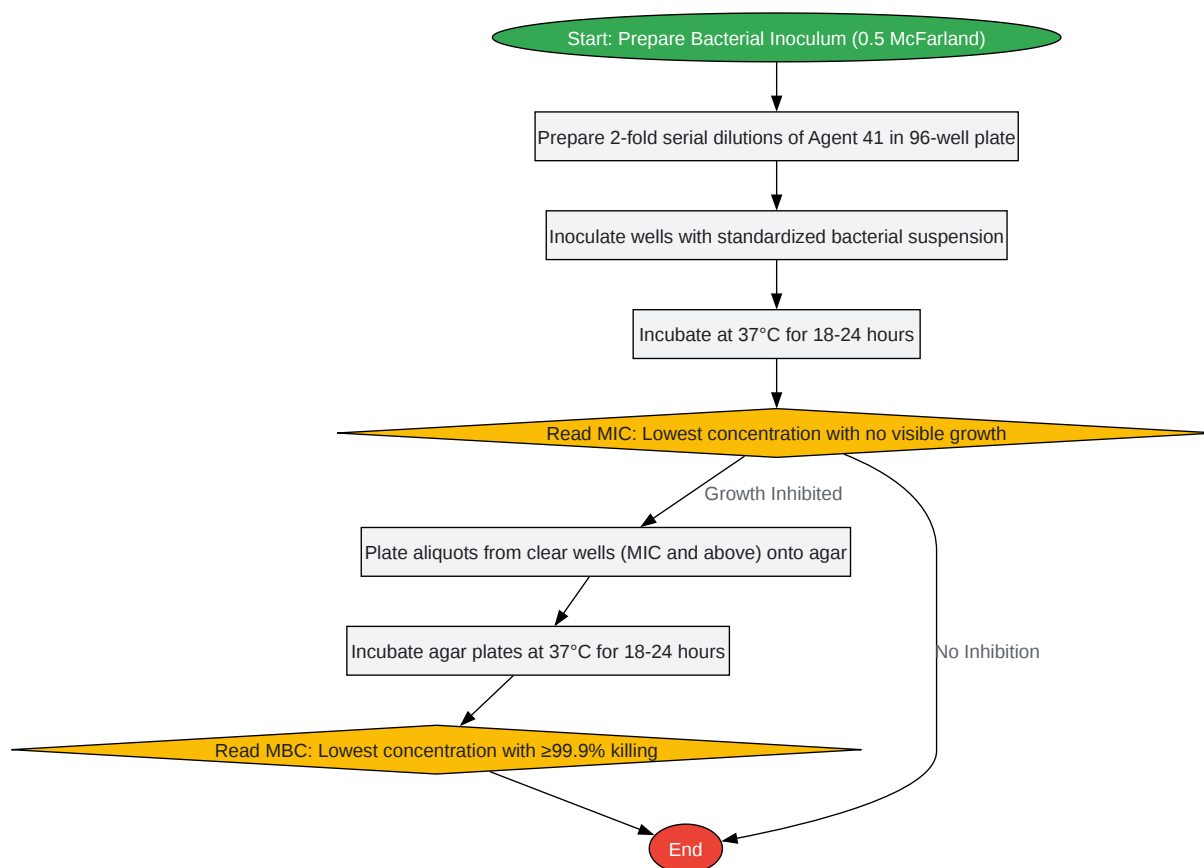 Start: Prepare Bacterial Inoculum (0.5 McFarland)
Prepare 2-fold serial dilutions of Agent 41 in 96-well plate
Inoculate wells with standardized bacterial suspension
Incubate at 37°C for 18-24 hours
Read MIC: Lowest concentration with no visible growth
Growth Inhibited
Plate aliquots from clear wells (MIC and above) onto agar
Incubate agar plates at 37°C for 18-24 hours
No Inhibition
Read MBC: Lowest concentration with ≥99.9% killing
End